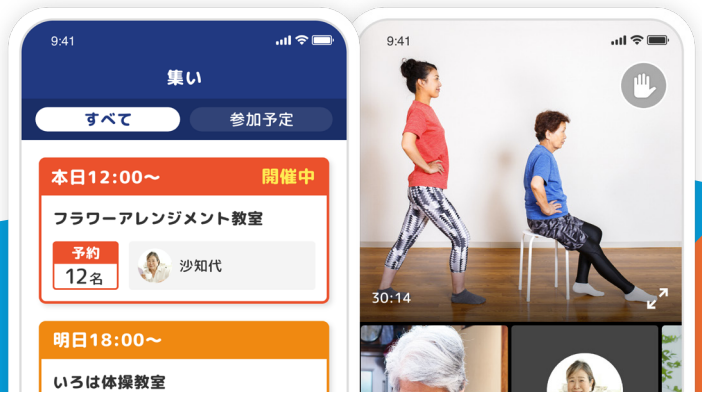 9:41
集い
すべて
参加予定
本日12:00〜
開催中
フラワーアレンジメント教室
予約
12名
沙知代
明日18:00〜
いろは体操教室
9:41
30:14